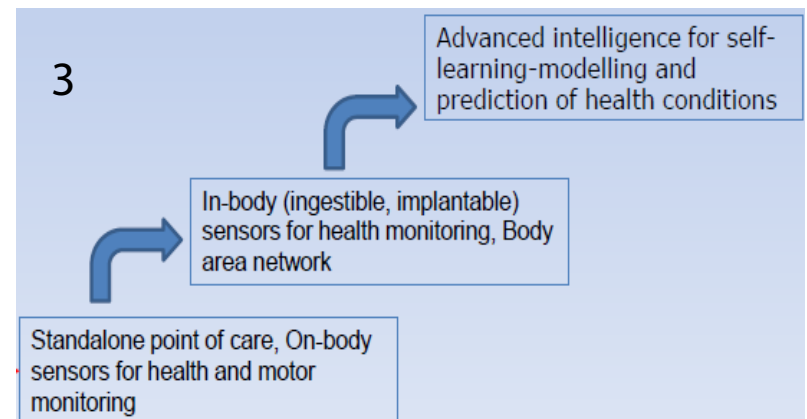 3
Advanced intelligence for self-
learning-modelling and
prediction of health conditions
In-body (ingestible, implantable)
sensors for health monitoring, Body
area network
Standalone point of care, On-body
sensors for health and motor
monitoring